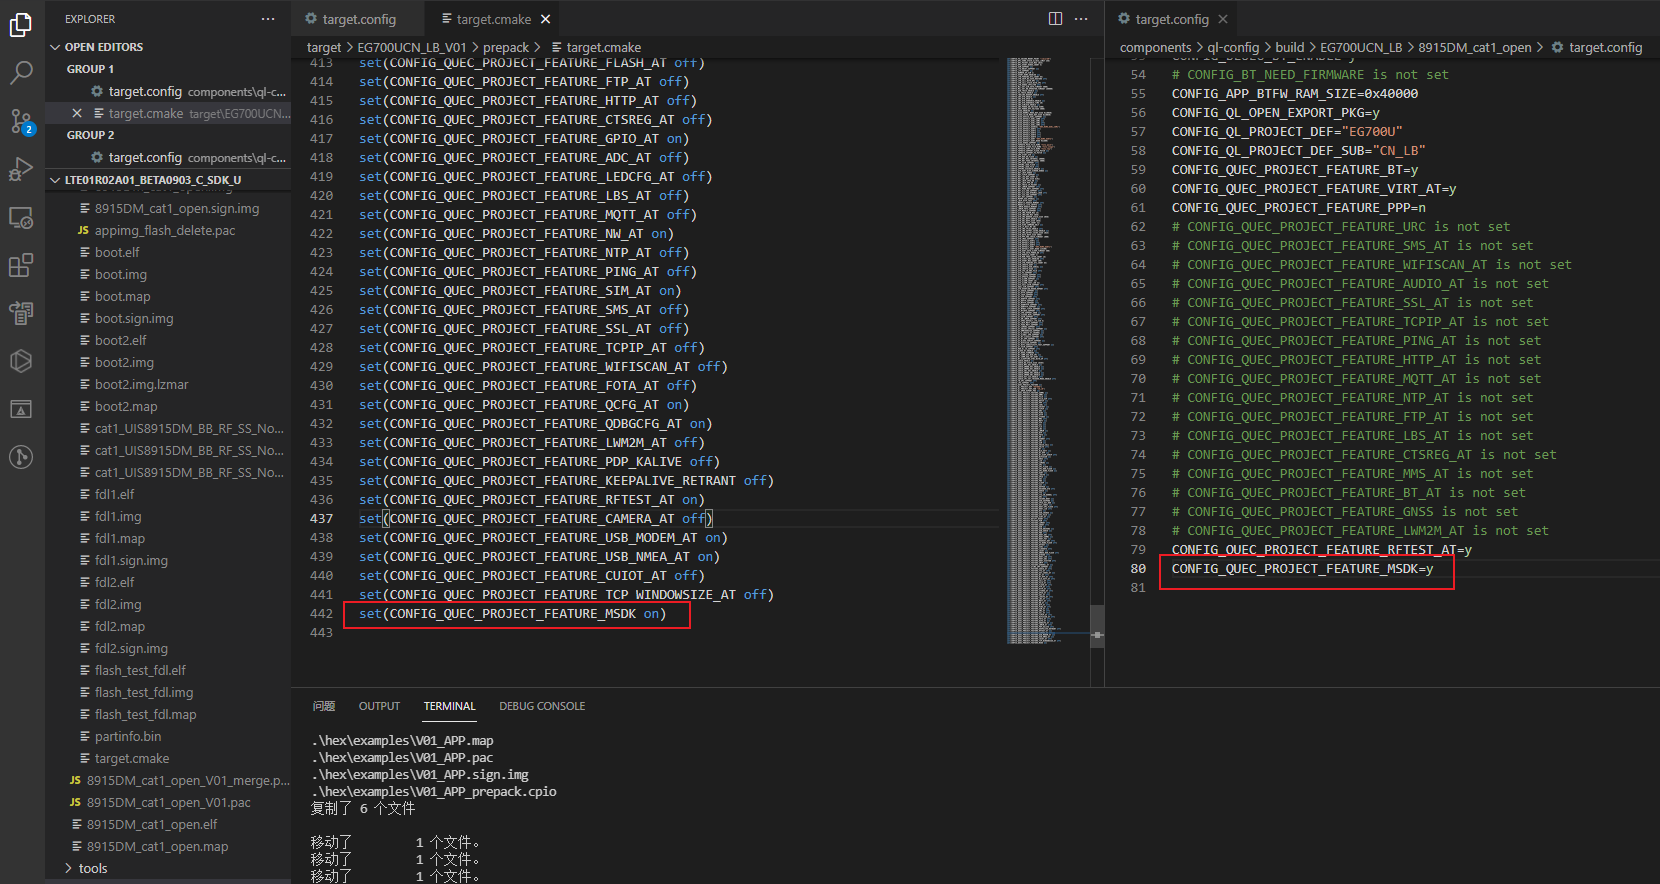 EXPLORER
···
OPEN EDITORS
GROUP 1
target.config components\ql-c...
target.cmake target\EG700UCN...
GROUP 2
target.config components\ql-c...
LTE01R02A01_BETA0903_C_SDK_U
8915DM_cat1_open.sign.img
JS appimg_flash_delete.pac
boot.elf
boot.img
boot.map
boot.sign.img
boot2.elf
boot2.img
boot2.img.lzmar
boot2.map
cat1_UIS8915DM_BB_RF_SS_No...
cat1_UIS8915DM_BB_RF_SS_No...
cat1_UIS8915DM_BB_RF_SS_No...
fdl1.elf
fdl1.img
fdl1.map
fdl1.sign.img
fdl2.elf
fdl2.img
fdl2.map
fdl2.sign.img
flash_test_fdl.elf
flash_test_fdl.img
flash_test_fdl.map
partinfo.bin
target.cmake
JS 8915DM_cat1_open_V01_merge.p...
JS 8915DM_cat1_open_V01.pac
8915DM_cat1_open.elf
8915DM_cat1_open.map
> tools
2
target.config
target.cmake
target > EG700UCN_LB_V01 > prepack > target.cmake
413 set(CONFIG_QUEC_PROJECT_FEATURE_FLASH_AT off)
414 set(CONFIG_QUEC_PROJECT_FEATURE_FTP_AT off)
415 set(CONFIG_QUEC_PROJECT_FEATURE_HTTP_AT off)
416 set(CONFIG_QUEC_PROJECT_FEATURE_CTSREG_AT off)
417 set(CONFIG_QUEC_PROJECT_FEATURE_GPIO_AT on)
418 set(CONFIG_QUEC_PROJECT_FEATURE_ADC_AT off)
419 set(CONFIG_QUEC_PROJECT_FEATURE_LEDCFG_AT off)
420 set(CONFIG_QUEC_PROJECT_FEATURE_LBS_AT off)
421 set(CONFIG_QUEC_PROJECT_FEATURE_MQTT_AT off)
422 set(CONFIG_QUEC_PROJECT_FEATURE_NW_AT on)
423 set(CONFIG_QUEC_PROJECT_FEATURE_NTP_AT off)
424 set(CONFIG_QUEC_PROJECT_FEATURE_PING_AT off)
425 set(CONFIG_QUEC_PROJECT_FEATURE_SIM_AT on)
426 set(CONFIG_QUEC_PROJECT_FEATURE_SMS_AT off)
427 set(CONFIG_QUEC_PROJECT_FEATURE_SSL_AT off)
428 set(CONFIG_QUEC_PROJECT_FEATURE_TCPIP_AT off)
429 set(CONFIG_QUEC_PROJECT_FEATURE_WIFISCAN_AT off)
430 set(CONFIG_QUEC_PROJECT_FEATURE_FOTA_AT off)
431 set(CONFIG_QUEC_PROJECT_FEATURE_QCFG_AT on)
432 set(CONFIG_QUEC_PROJECT_FEATURE_QDBGCFG_AT on)
433 set(CONFIG_QUEC_PROJECT_FEATURE_LWM2M_AT off)
434 set(CONFIG_QUEC_PROJECT_FEATURE_PDP_KALIVE off)
435 set(CONFIG_QUEC_PROJECT_FEATURE_KEEPALIVE_RETRANT off)
436 set(CONFIG_QUEC_PROJECT_FEATURE_RFTEST_AT on)
437 set(CONFIG_QUEC_PROJECT_FEATURE_CAMERA_AT off)
438 set(CONFIG_QUEC_PROJECT_FEATURE_USB_MODEM_AT on)
439 set(CONFIG_QUEC_PROJECT_FEATURE_USB_NMEA_AT on)
440 set(CONFIG_QUEC_PROJECT_FEATURE_CUIOT_AT off)
441 set(CONFIG_QUEC_PROJECT_FEATURE_TCP_WINDOWSIZE_AT off)
442 set(CONFIG_QUEC_PROJECT_FEATURE_MSDK on)
443
target.config
components > ql-config > build > EG700UCN_LB > 8915DM_cat1_open > target.config
54 # CONFIG_BT_NEED_FIRMWARE is not set
55 CONFIG_APP_BTFW_RAM_SIZE=0x40000
56 CONFIG_QL_OPEN_EXPORT_PKG=y
57 CONFIG_QL_PROJECT_DEF="EG700U"
58 CONFIG_QL_PROJECT_DEF_SUB="CN_LB"
59 CONFIG_QUEC_PROJECT_FEATURE_BT=y
60 CONFIG_QUEC_PROJECT_FEATURE_VIRT_AT=y
61 CONFIG_QUEC_PROJECT_FEATURE_PPP=n
62 # CONFIG_QUEC_PROJECT_FEATURE_URC is not set
63 # CONFIG_QUEC_PROJECT_FEATURE_SMS_AT is not set
64 # CONFIG_QUEC_PROJECT_FEATURE_WIFISCAN_AT is not set
65 # CONFIG_QUEC_PROJECT_FEATURE_AUDIO_AT is not set
66 # CONFIG_QUEC_PROJECT_FEATURE_SSL_AT is not set
67 # CONFIG_QUEC_PROJECT_FEATURE_TCPIP_AT is not set
68 # CONFIG_QUEC_PROJECT_FEATURE_PING_AT is not set
69 # CONFIG_QUEC_PROJECT_FEATURE_HTTP_AT is not set
70 # CONFIG_QUEC_PROJECT_FEATURE_MQTT_AT is not set
71 # CONFIG_QUEC_PROJECT_FEATURE_NTP_AT is not set
72 # CONFIG_QUEC_PROJECT_FEATURE_FTP_AT is not set
73 # CONFIG_QUEC_PROJECT_FEATURE_LBS_AT is not set
74 # CONFIG_QUEC_PROJECT_FEATURE_CTSREG_AT is not set
75 # CONFIG_QUEC_PROJECT_FEATURE_MMS_AT is not set
76 # CONFIG_QUEC_PROJECT_FEATURE_BT_AT is not set
77 # CONFIG_QUEC_PROJECT_FEATURE_GNSS is not set
78 # CONFIG_QUEC_PROJECT_FEATURE_LWM2M_AT is not set
79 CONFIG_QUEC_PROJECT_FEATURE_RFTEST_AT=y
80 CONFIG_QUEC_PROJECT_FEATURE_MSDK=y
81
问题 OUTPUT TERMINAL DEBUG CONSOLE
.\hex\examples\V01_APP.map
.\hex\examples\V01_APP.pac
.\hex\examples\V01_APP.sign.img
.\hex\examples\V01_APP_prepack.cpio
复制了 6 个文件
移动了 1 个文件。
移动了 1 个文件。
移动了 1 个文件。